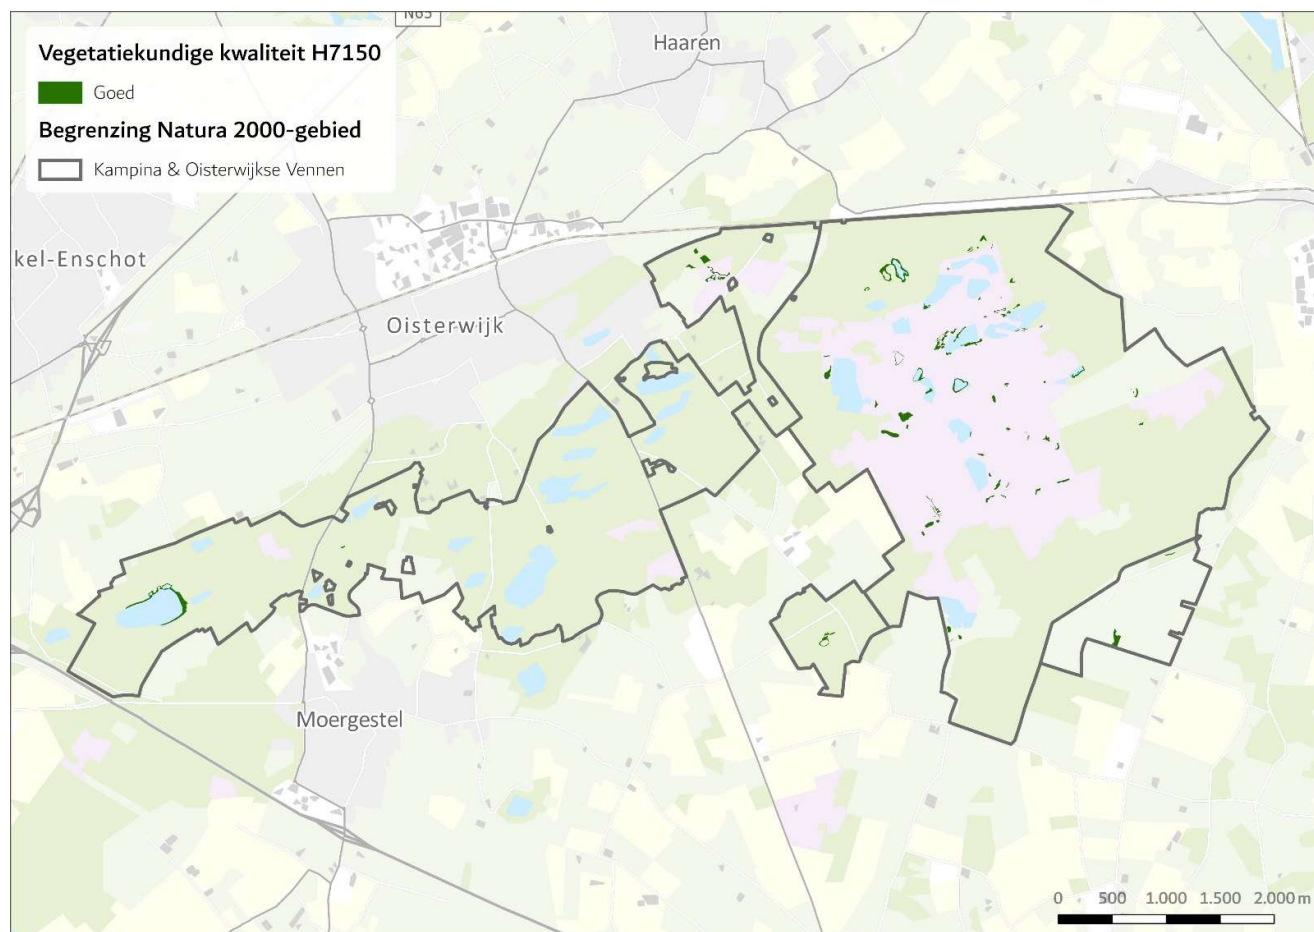 N65
Haaren
Vegetatiekundige kwaliteit H7150
Goed
Begrenzing Natura 2000-gebied
Kampina & Oisterwijkse Vennen
kel-Enschot
Oisterwijk
Moergestel
0 500 1.000 1.500 2.000 m